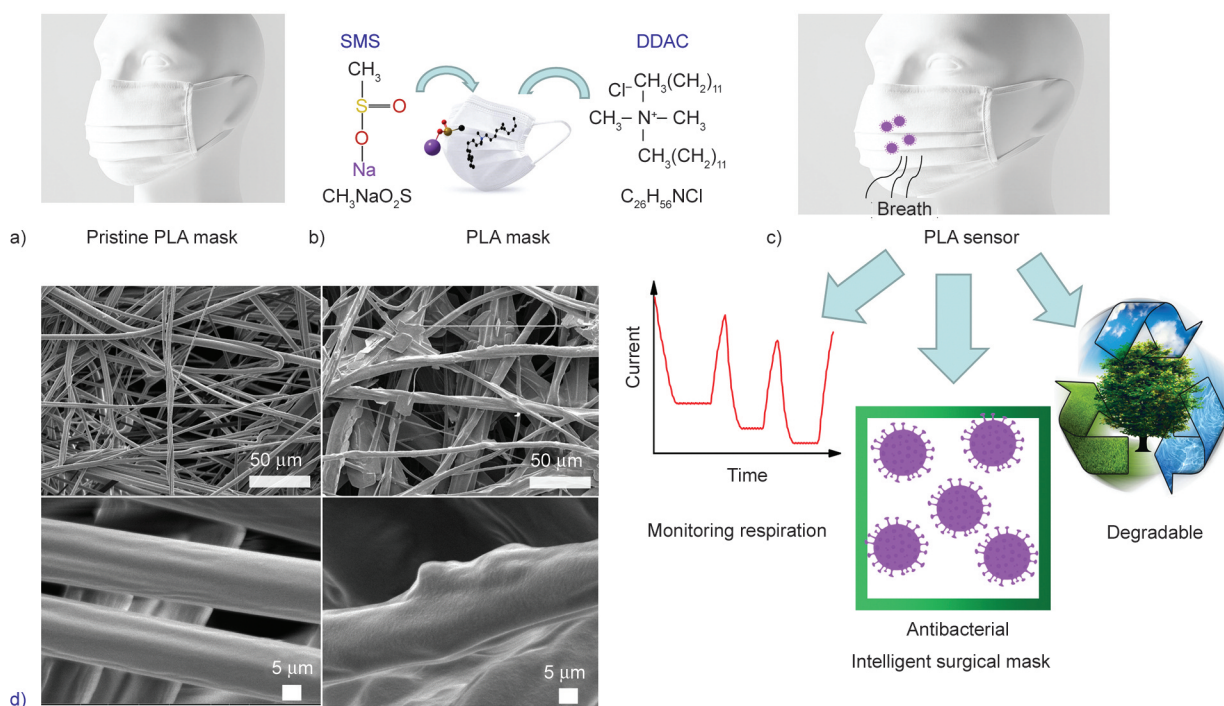 SMS
CH₃
S=O
O
Na
CH₃NaO₂S
DDAC
Cl⁻ CH₃(CH₂)₁₁
CH₃–N⁺–CH₃
CH₃(CH₂)₁₁
C₂₆H₅₆NCl
Breath
a) Pristine PLA mask
b) PLA mask
c) PLA sensor
50 μm
50 μm
5 μm
5 μm
d)
Current
Time
Monitoring respiration
Antibacterial
Intelligent surgical mask
Degradable